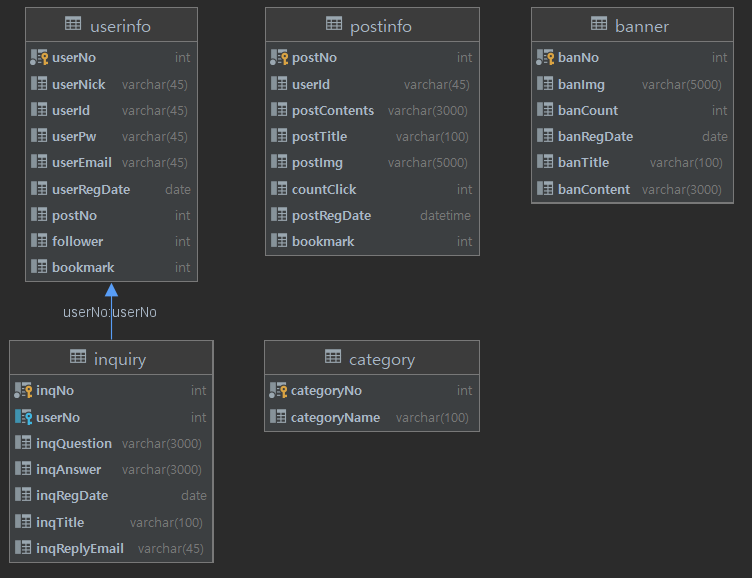 userinfo
userNo int
userNick varchar(45)
userId varchar(45)
userPw varchar(45)
userEmail varchar(45)
userRegDate date
postNo int
follower int
bookmark int
postinfo
postNo int
userId varchar(45)
postContents varchar(3000)
postTitle varchar(100)
postImg varchar(5000)
countClick int
postRegDate datetime
bookmark int
banner
banNo int
banImg varchar(5000)
banCount int
banRegDate date
banTitle varchar(100)
banContent varchar(3000)
userNo:userNo
inquiry
inqNo int
userNo int
inqQuestion varchar(3000)
inqAnswer varchar(3000)
inqRegDate date
inqTitle varchar(100)
inqReplyEmail varchar(45)
category
categoryNo int
categoryName varchar(100)